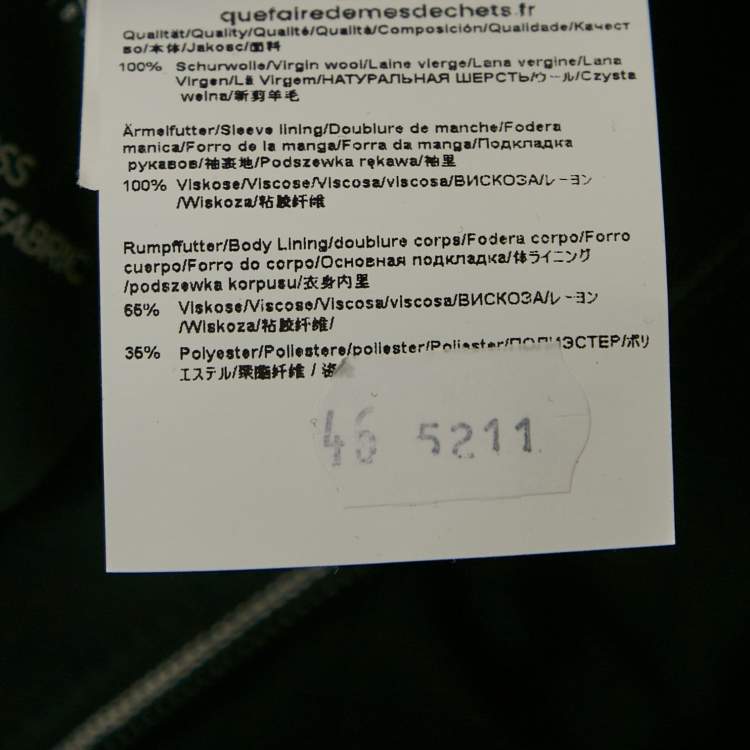 quefairedemesdechets.fr
Qualität/Quality/Qualité/Qualità/Composición/Qualidade/Качест
во/本体/Jakosc/面料
100% Schurwolle/Virgin wool/Laine vierge/Lana vergine/Lana
Virgen/Lã Virgem/НАТУРАЛЬНАЯ ШЕРСТЬ/ウール/Czysta
welna/新剪羊毛
Ärmelfutter/Sleeve lining/Doublure de manche/Fodera
manica/Forro de la manga/Forra da manga/Подкладка
рукавов/袖裏地/Podszewka rękawa/袖里
100% Viskose/Viscose/Viscosa/viscosa/ВИСКОЗА/レーヨン
/Wiskoza/粘胶纤维
Rumpffutter/Body Lining/doublure corps/Fodera corpo/Forro
cuerpo/Forro do corpo/Основная подкладка/体ライニング
/podszewka korpusu/衣身内里
65% Viskose/Viscose/Viscosa/viscosa/ВИСКОЗА/レーヨン
/Wiskoza/粘胶纤维/
35% Polyester/Poliestere/poliester/Poliester/ПОЛИЭСТЕР/ポリ
エステル/聚酯纤维 /
46 5211
SS
FABRIC